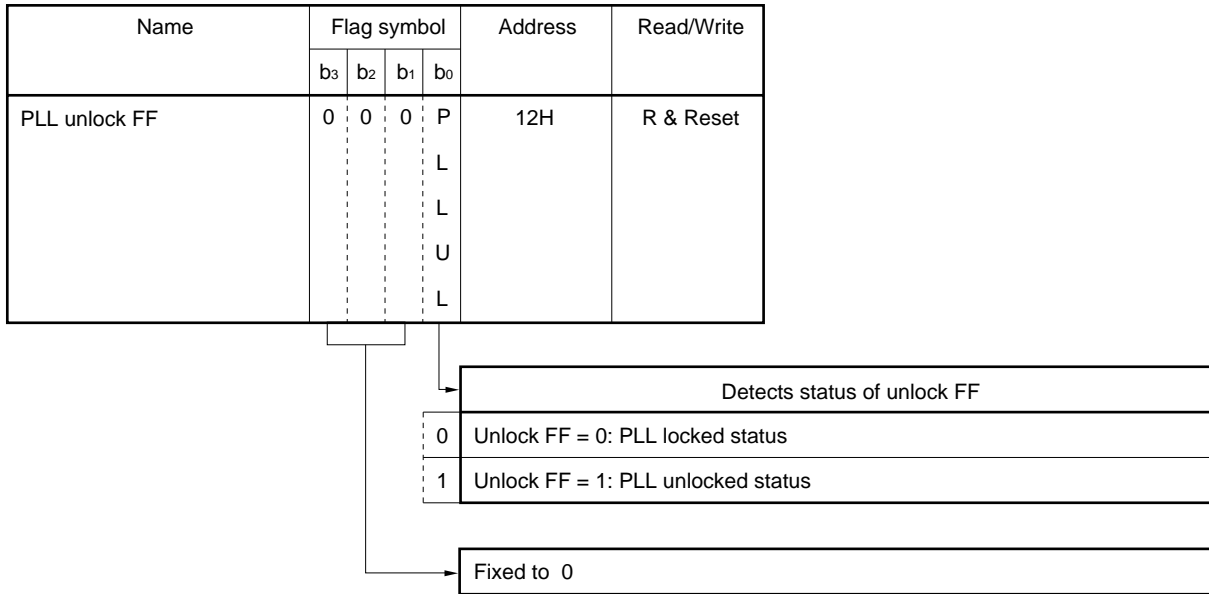 Name Flag symbol Address Read/Write
b3 b2 b1 b0
PLL unlock FF 0 0 0 P 12H R & Reset
L
L
U
L
Detects status of unlock FF
0 Unlock FF = 0: PLL locked status
1 Unlock FF = 1: PLL unlocked status
Fixed to 0